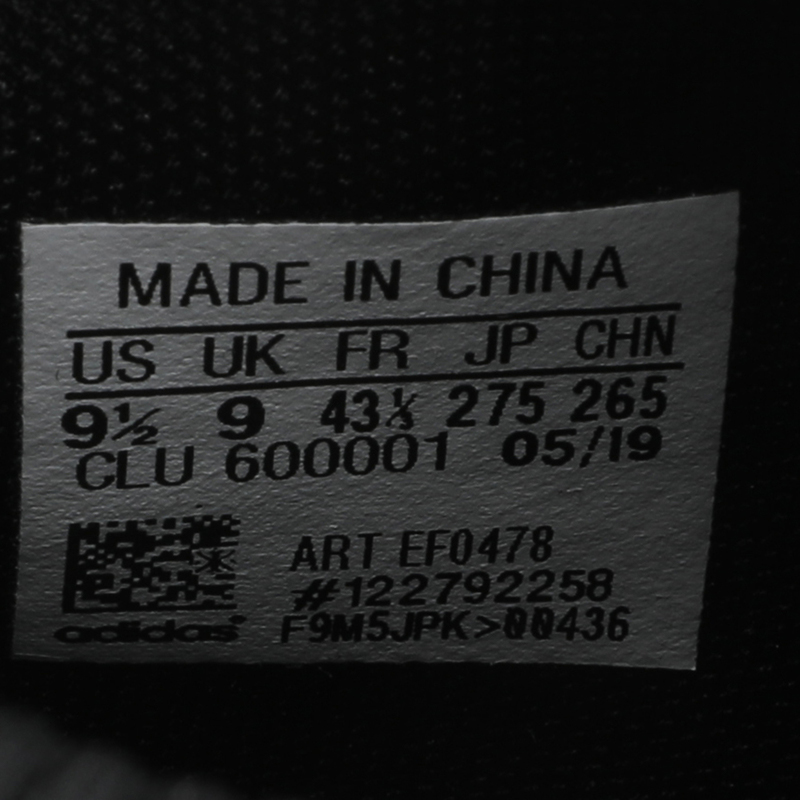 MADE IN CHINA
US UK FR JP CHN
9½ 9 43⅓ 275 265
CLU 600001 05/19
ART EF0478
#122792258
adidas F9M5JPK>00436